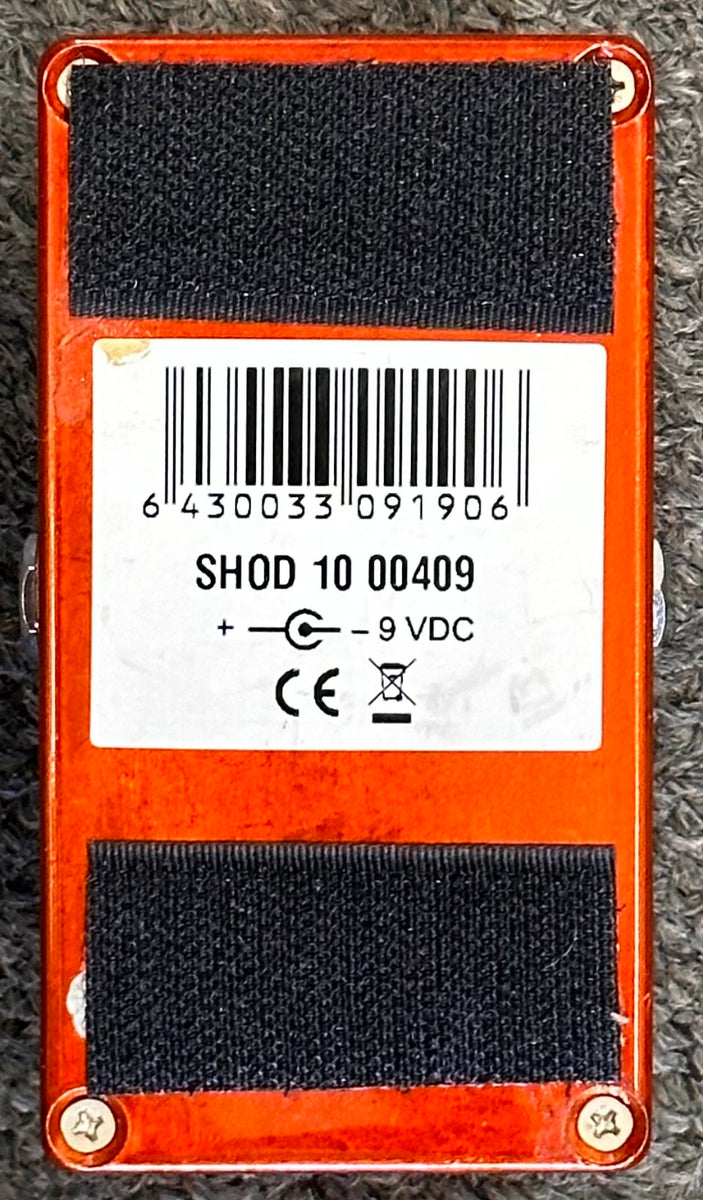 6 430033 091906
SHOD 10 00409
+ – 9 VDC
CE